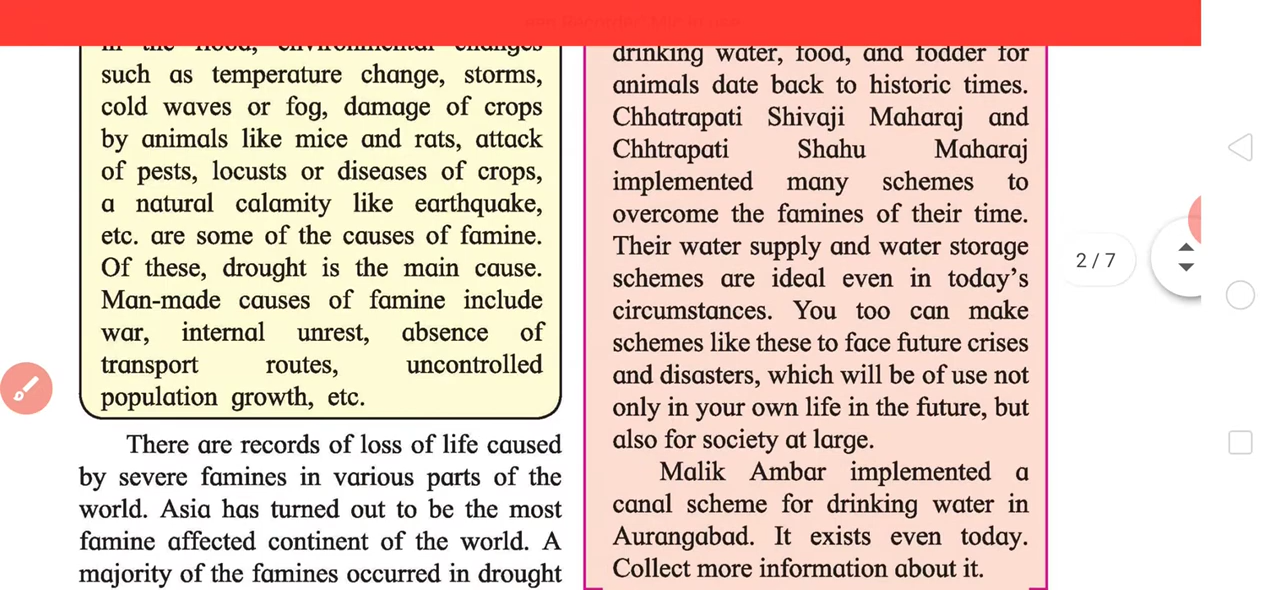 in the flood, environmental changes
such as temperature change, storms,
cold waves or fog, damage of crops
by animals like mice and rats, attack
of pests, locusts or diseases of crops,
a natural calamity like earthquake,
etc. are some of the causes of famine.
Of these, drought is the main cause.
Man-made causes of famine include
war, internal unrest, absence of
transport routes, uncontrolled
population growth, etc.
There are records of loss of life caused
by severe famines in various parts of the
world. Asia has turned out to be the most
famine affected continent of the world. A
majority of the famines occurred in drought
drinking water, food, and fodder for
animals date back to historic times.
Chhatrapati Shivaji Maharaj and
Chhtrapati Shahu Maharaj
implemented many schemes to
overcome the famines of their time.
Their water supply and water storage
schemes are ideal even in today’s
circumstances. You too can make
schemes like these to face future crises
and disasters, which will be of use not
only in your own life in the future, but
also for society at large.
Malik Ambar implemented a
canal scheme for drinking water in
Aurangabad. It exists even today.
Collect more information about it.
2 / 7